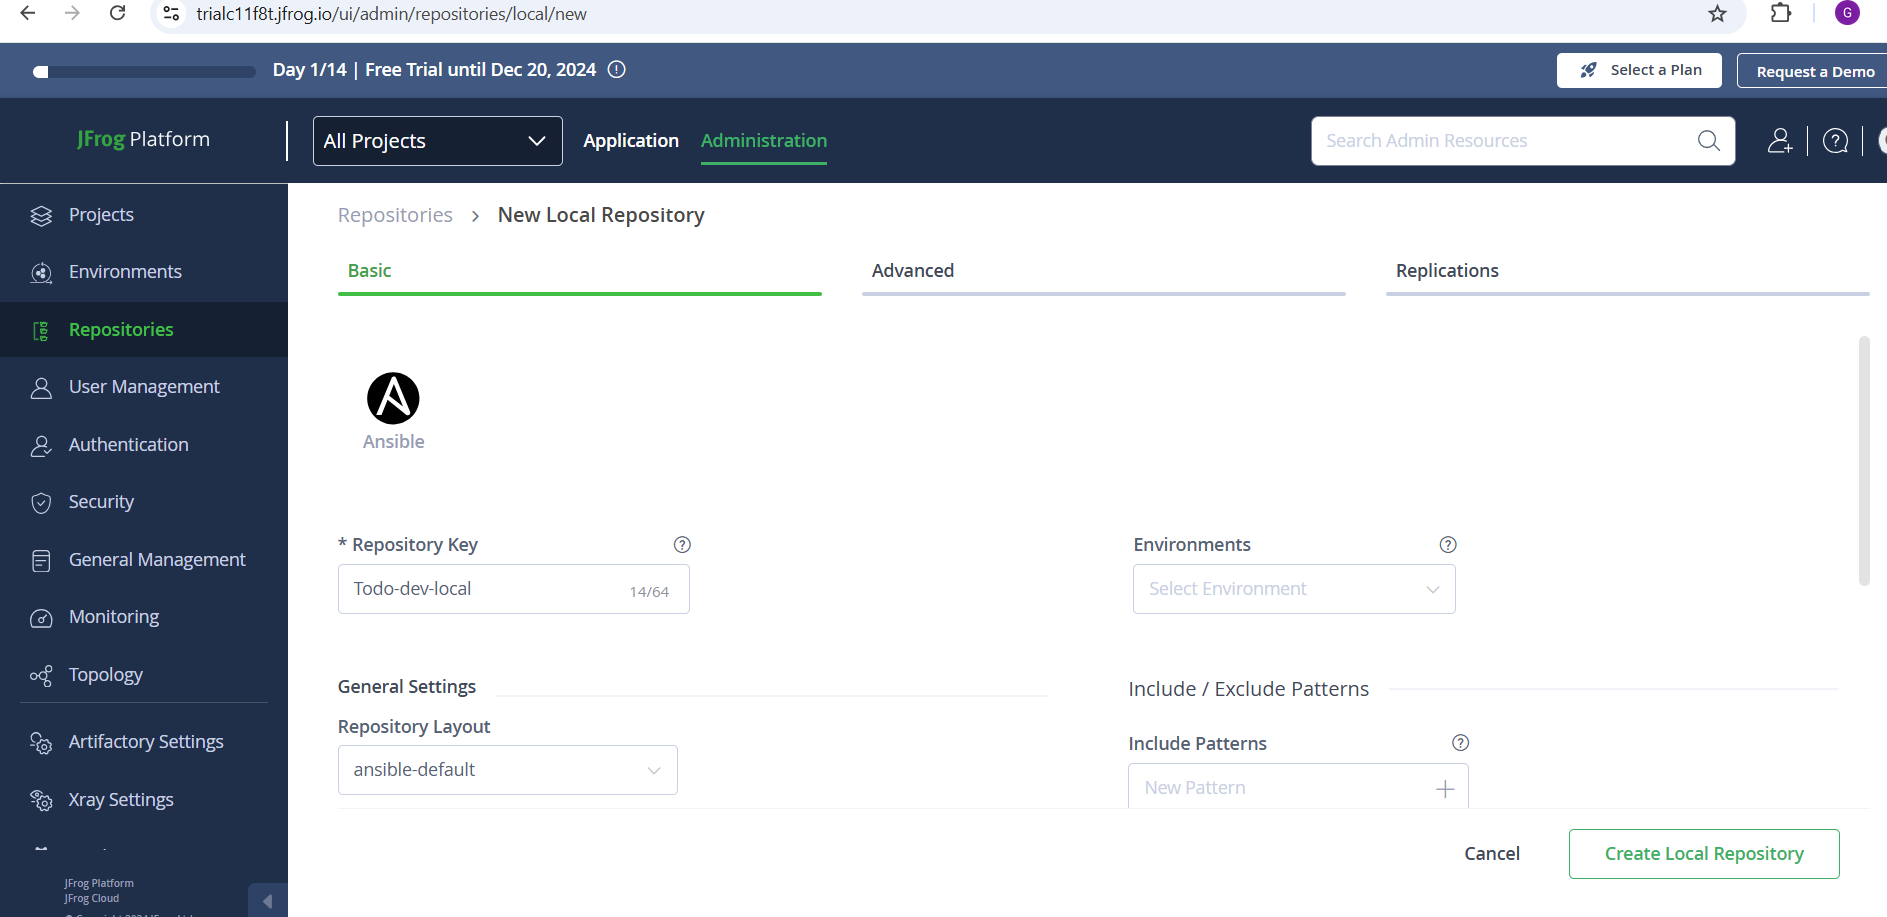 trialc11f8t.jfrog.io/ui/admin/repositories/local/new
G
Day 1/14 | Free Trial until Dec 20, 2024
Select a Plan
Request a Demo
JFrog Platform
All Projects
Application
Administration
Search Admin Resources
Projects
Environments
Repositories
User Management
Authentication
Security
General Management
Monitoring
Topology
Artifactory Settings
Xray Settings
JFrog Platform
JFrog Cloud
Repositories > New Local Repository
Basic
Advanced
Replications
Ansible
* Repository Key
Todo-dev-local 14/64
Environments
Select Environment
General Settings
Repository Layout
ansible-default
Include / Exclude Patterns
Include Patterns
New Pattern
Cancel
Create Local Repository